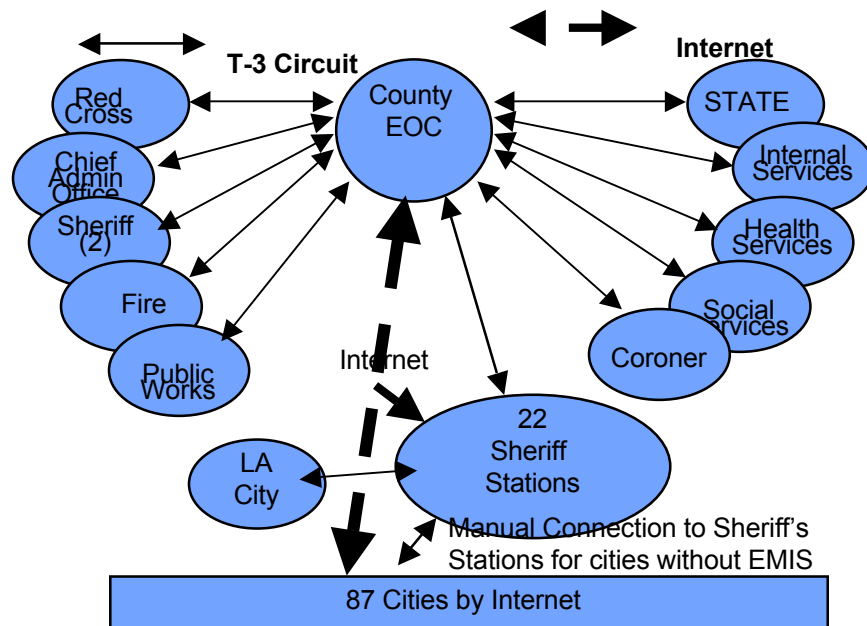 T-3 Circuit
Internet
Red
Cross
Chief
Admin
Office
Sheriff
(2)
Fire
Public
Works
County
EOC
STATE
Internal
Services
Health
Services
Social
Services
Coroner
Internet
22
Sheriff
Stations
LA
City
Manual Connection to Sheriff's
Stations for cities without EMIS
87 Cities by Internet